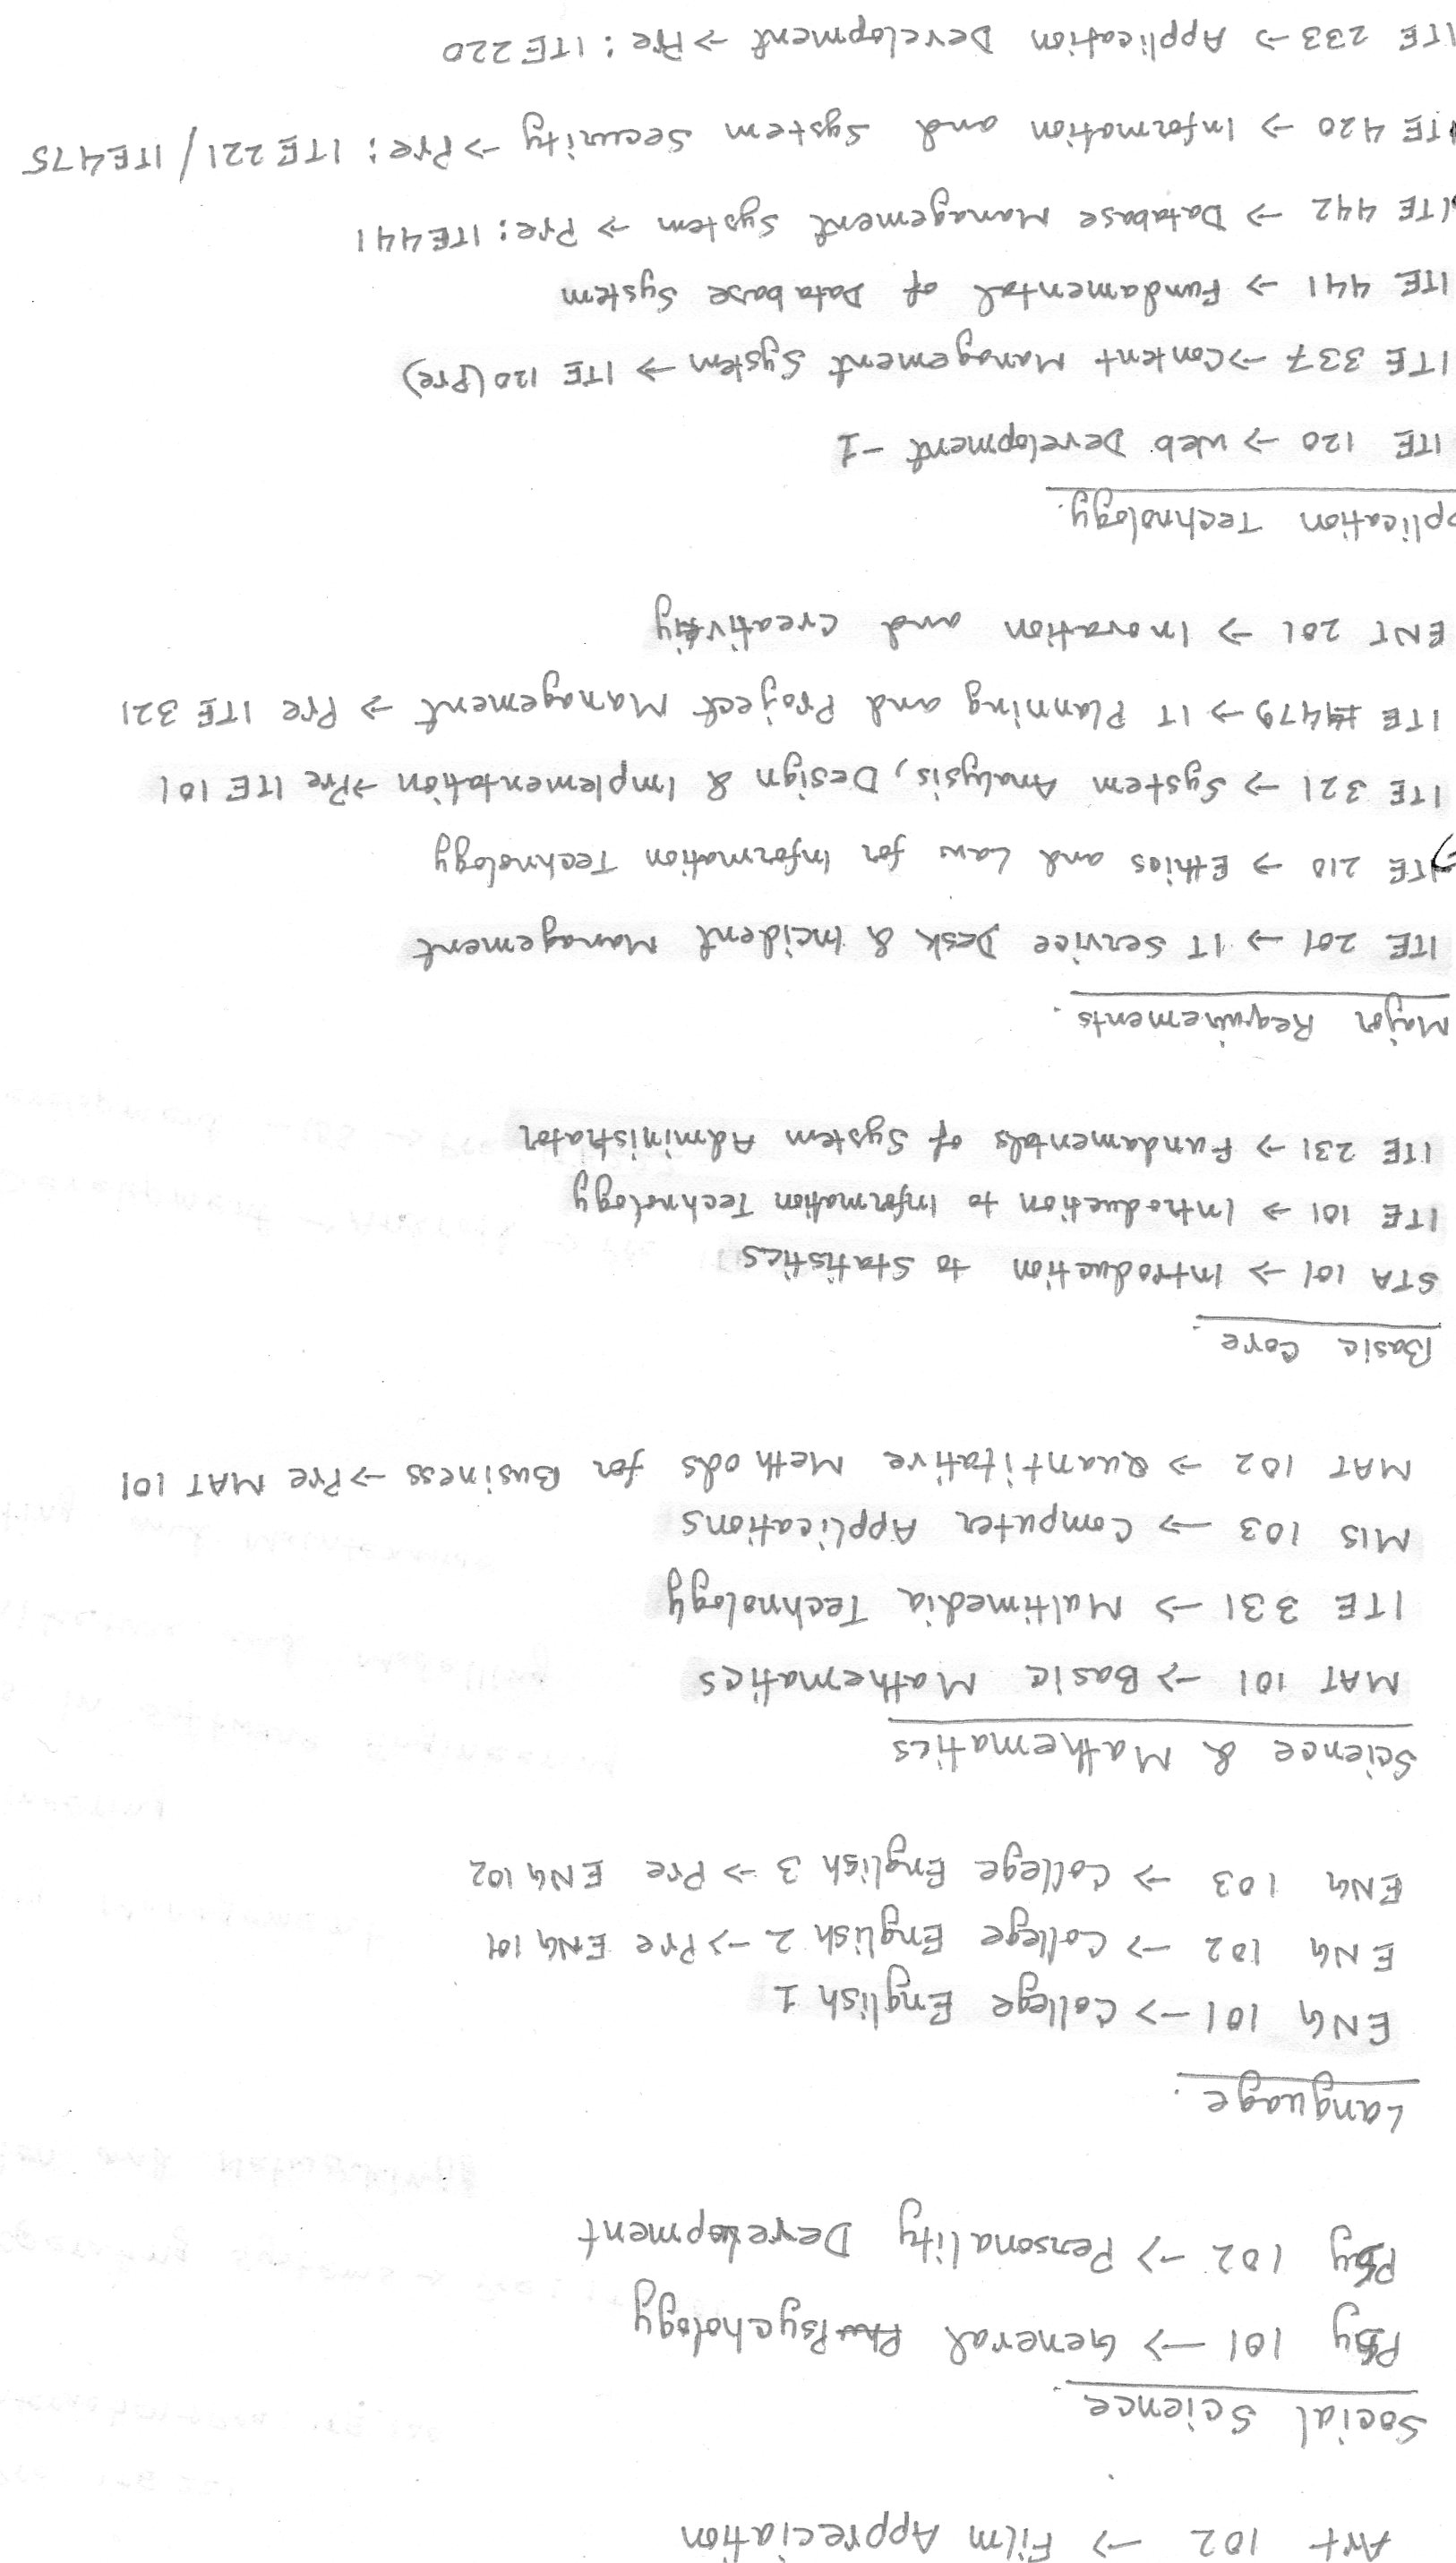 Art 102 -> Film Appreciation
Social Science.
Psy 101 -> General Psychology
Psy 102 -> Personality Development
Language.
ENG 101 -> College English 1
ENG 102 -> College English 2 -> Pre ENG 101
ENG 103 -> College English 3 -> Pre ENG 102
Science & Mathematics
MAT 101 -> Basic Mathematics
ITE 331 -> Multimedia Technology
MIS 103 -> Computer Applications
MAT 102 -> Quantitative Methods for Business -> Pre MAT 101
Basic Core.
STA 101 -> Introduction to Statistics
ITE 101 -> Introduction to Information Technology
ITE 231 -> Fundamentals of System Administrator
Major Requirements.
ITE 201 -> IT Service Desk & Incident Management
ITE 210 -> Ethics and Law for Information Technology
ITE 321 -> System Analysis, Design & Implementation -> Pre ITE 101
ITE 479 -> IT Planning and Project Management -> Pre ITE 321
ENT 201 -> Inovation and Creativiy
pplication Technology.
ITE 120 -> Web Development -1
ITE 337 -> Content Management System -> ITE 120 (Pre)
ITE 441 -> Fundamental of Database System
ITE 442 -> Database Management System -> Pre: ITE 441
ITE 420 -> Information and System Security -> Pre: ITE 221 / ITE 475
ITE 233 -> Application Development -> Pre: ITE 220